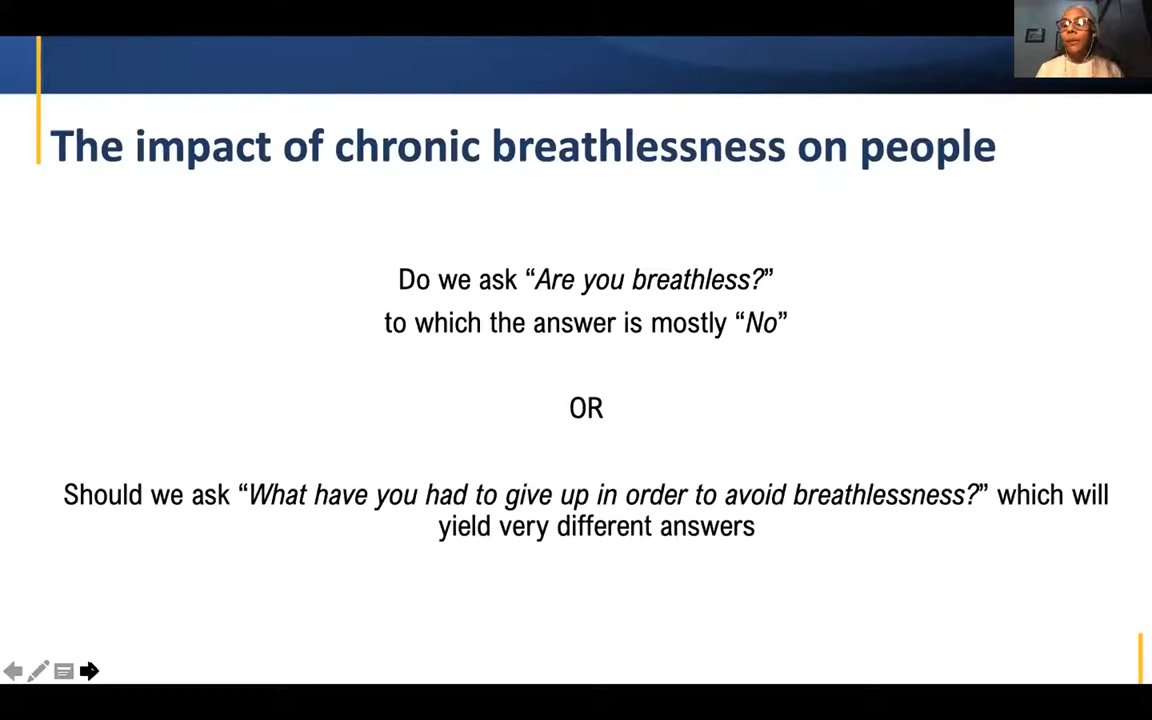 The impact of chronic breathlessness on people
Do we ask “Are you breathless?”
to which the answer is mostly “No”
OR
Should we ask “What have you had to give up in order to avoid breathlessness?” which will
yield very different answers